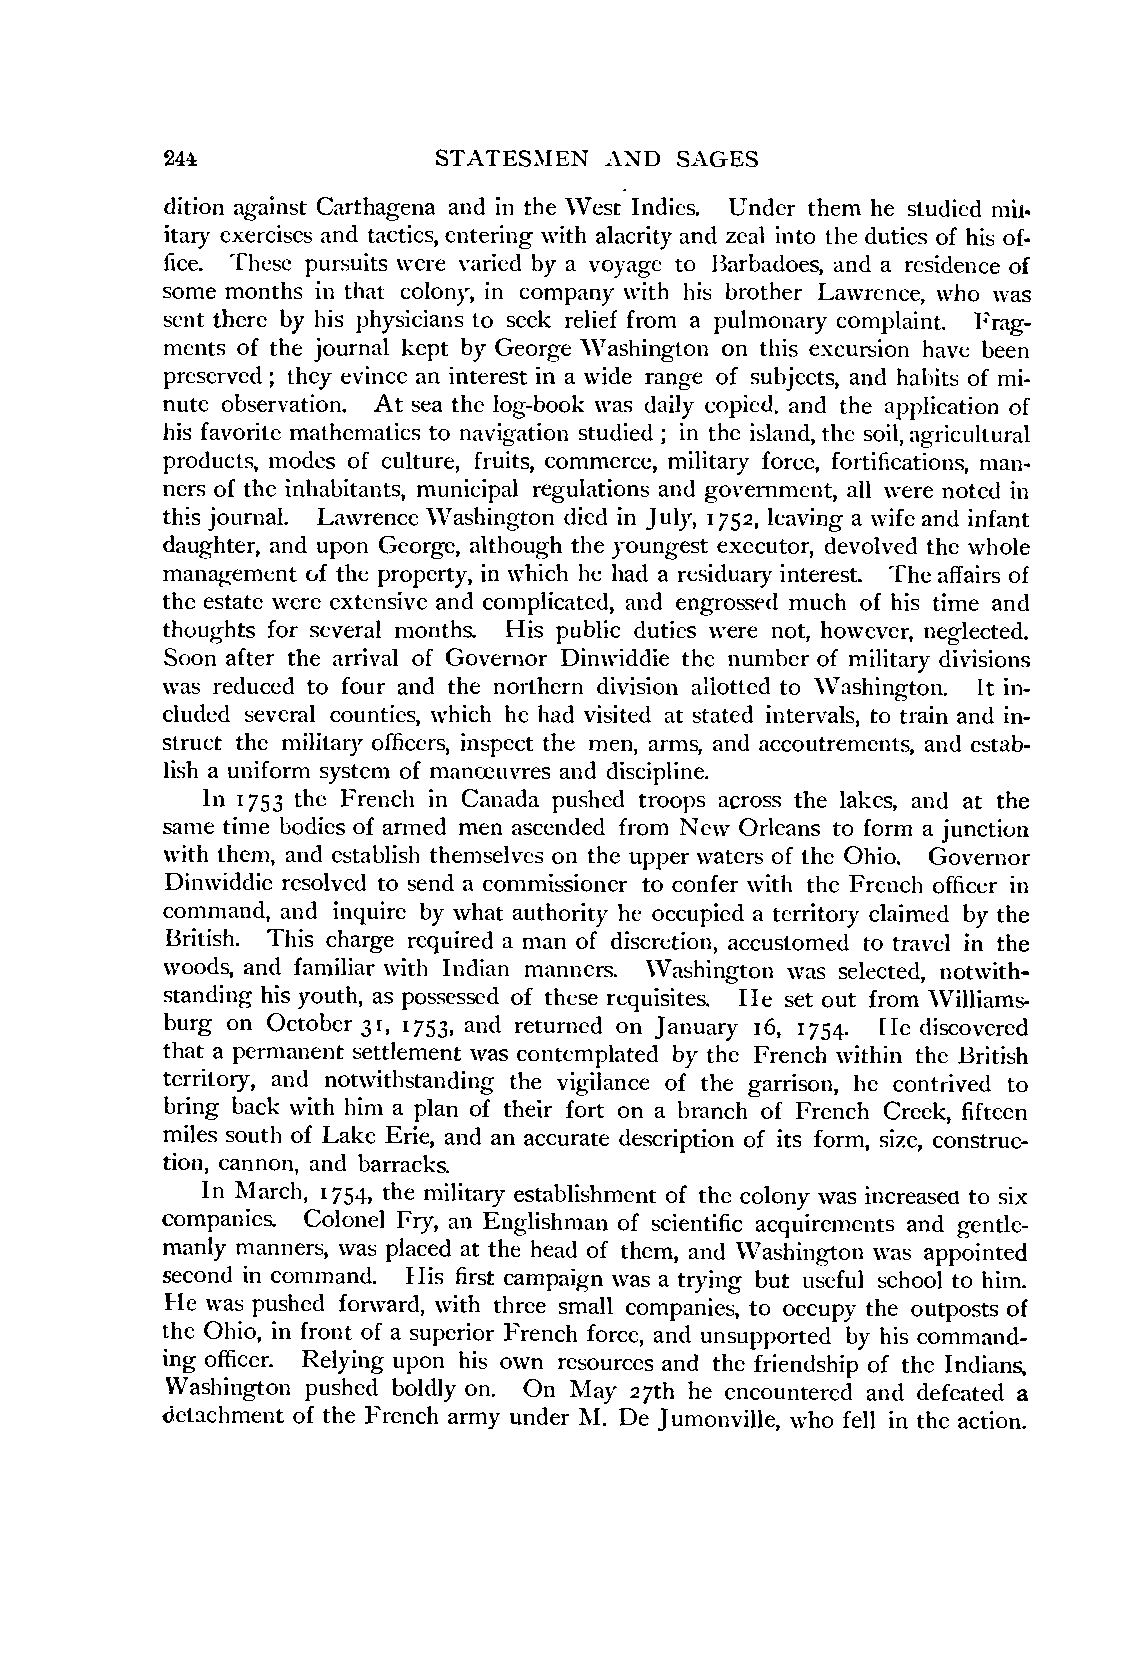 244 STATESMEN AND SAGES
dition against Carthagena and in the West Indies. Under them he studied mil-
itary exercises and tactics, entering with alacrity and zeal into the duties of his of-
fice. These pursuits were varied by a voyage to Barbadoes, and a residence of
some months in that colony, in company with his brother Lawrence, who was
sent there by his physicians to seek relief from a pulmonary complaint. Frag-
ments of the journal kept by George Washington on this excursion have been
preserved ; they evince an interest in a wide range of subjects, and habits of mi-
nute observation. At sea the log-book was daily copied, and the application of
his favorite mathematics to navigation studied ; in the island, the soil, agricultural
products, modes of culture, fruits, commerce, military force, fortifications, man-
ners of the inhabitants, municipal regulations and government, all were noted in
this journal. Lawrence Washington died in July, 1752, leaving a wife and infant
daughter, and upon George, although the youngest executor, devolved the whole
management of the property, in which he had a residuary interest. The affairs of
the estate were extensive and complicated, and engrossed much of his time and
thoughts for several months. His public duties were not, however, neglected.
Soon after the arrival of Governor Dinwiddie the number of military divisions
was reduced to four and the northern division allotted to Washington. It in-
cluded several counties, which he had visited at stated intervals, to train and in-
struct the military officers, inspect the men, arms, and accoutrements, and estab-
lish a uniform system of manœuvres and discipline.
In 1753 the French in Canada pushed troops across the lakes, and at the
same time bodies of armed men ascended from New Orleans to form a junction
with them, and establish themselves on the upper waters of the Ohio. Governor
Dinwiddie resolved to send a commissioner to confer with the French officer in
command, and inquire by what authority he occupied a territory claimed by the
British. This charge required a man of discretion, accustomed to travel in the
woods, and familiar with Indian manners. Washington was selected, notwith-
standing his youth, as possessed of these requisites. He set out from Williams-
burg on October 31, 1753, and returned on January 16, 1754. He discovered
that a permanent settlement was contemplated by the French within the British
territory, and notwithstanding the vigilance of the garrison, he contrived to
bring back with him a plan of their fort on a branch of French Creek, fifteen
miles south of Lake Erie, and an accurate description of its form, size, construc-
tion, cannon, and barracks.
In March, 1754, the military establishment of the colony was increased to six
companies. Colonel Fry, an Englishman of scientific acquirements and gentle-
manly manners, was placed at the head of them, and Washington was appointed
second in command. His first campaign was a trying but useful school to him.
He was pushed forward, with three small companies, to occupy the outposts of
the Ohio, in front of a superior French force, and unsupported by his command-
ing officer. Relying upon his own resources and the friendship of the Indians,
Washington pushed boldly on. On May 27th he encountered and defeated a
detachment of the French army under M. De Jumonville, who fell in the action.